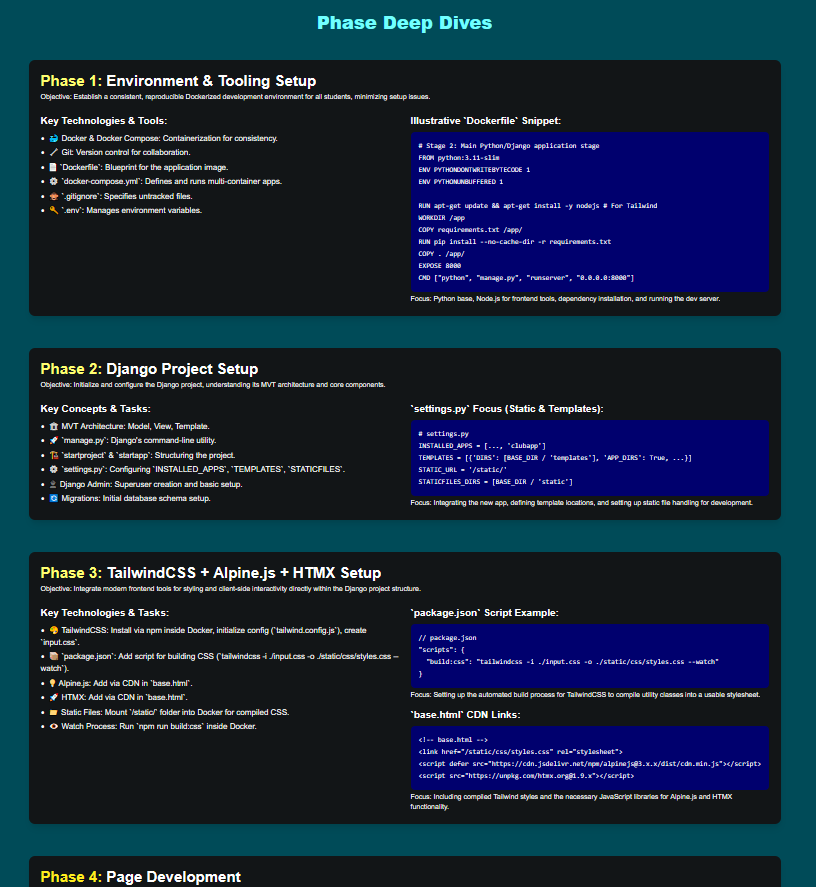 Phase Deep Dives
Phase 1: Environment & Tooling Setup
Objective: Establish a consistent, reproducible Dockerized development environment for all students, minimizing setup issues.
Key Technologies & Tools:
Docker & Docker Compose: Containerization for consistency.
Git: Version control for collaboration.
`Dockerfile`: Blueprint for the application image.
`docker-compose.yml`: Defines and runs multi-container apps.
`.gitignore`: Specifies untracked files.
`.env`: Manages environment variables.
Illustrative `Dockerfile` Snippet:
# Stage 2: Main Python/Django application stage
FROM python:3.11-slim
ENV PYTHONDONTWRITEBYTECODE 1
ENV PYTHONUNBUFFERED 1
RUN apt-get update && apt-get install -y nodejs # For Tailwind
WORKDIR /app
COPY requirements.txt /app/
RUN pip install --no-cache-dir -r requirements.txt
COPY . /app/
EXPOSE 8000
CMD ["python", "manage.py", "runserver", "0.0.0.0:8000"]
Focus: Python base, Node.js for frontend tools, dependency installation, and running the dev server.
Phase 2: Django Project Setup
Objective: Initialize and configure the Django project, understanding its MVT architecture and core components.
Key Concepts & Tasks:
MVT Architecture: Model, View, Template.
`manage.py`: Django's command-line utility.
`startproject` & `startapp`: Structuring the project.
`settings.py`: Configuring `INSTALLED_APPS`, `TEMPLATES`, `STATICFILES`.
Django Admin: Superuser creation and basic setup.
Migrations: Initial database schema setup.
`settings.py` Focus (Static & Templates):
# settings.py
INSTALLED_APPS = [..., 'clubapp']
TEMPLATES = [{'DIRS': [BASE_DIR / 'templates'], 'APP_DIRS': True, ...}]
STATIC_URL = '/static/'
STATICFILES_DIRS = [BASE_DIR / 'static']
Focus: Integrating the new app, defining template locations, and setting up static file handling for development.
Phase 3: TailwindCSS + Alpine.js + HTMX Setup
Objective: Integrate modern frontend tools for styling and client-side interactivity directly within the Django project structure.
Key Technologies & Tasks:
TailwindCSS: Install via npm inside Docker, initialize config (`tailwind.config.js`), create
`input.css`.
`package.json`: Add script for building CSS (`tailwindcss -i ./input.css -o ./static/css/styles.css --
watch`).
Alpine.js: Add via CDN in `base.html`.
HTMX: Add via CDN in `base.html`.
Static Files: Mount `/static/` folder into Docker for compiled CSS.
Watch Process: Run `npm run build:css` inside Docker.
`package.json` Script Example:
// package.json
"scripts": {
"build:css": "tailwindcss -i ./input.css -o ./static/css/styles.css --watch"
}
Focus: Setting up the automated build process for TailwindCSS to compile utility classes into a usable stylesheet.
`base.html` CDN Links:
<!-- base.html -->
<link href="/static/css/styles.css" rel="stylesheet">
<script defer src="https://cdn.jsdelivr.net/npm/alpinejs@3.x.x/dist/cdn.min.js"></script>
<script src="https://unpkg.com/htmx.org@1.9.x"></script>
Focus: Including compiled Tailwind styles and the necessary JavaScript libraries for Alpine.js and HTMX
functionality.
Phase 4: Page Development